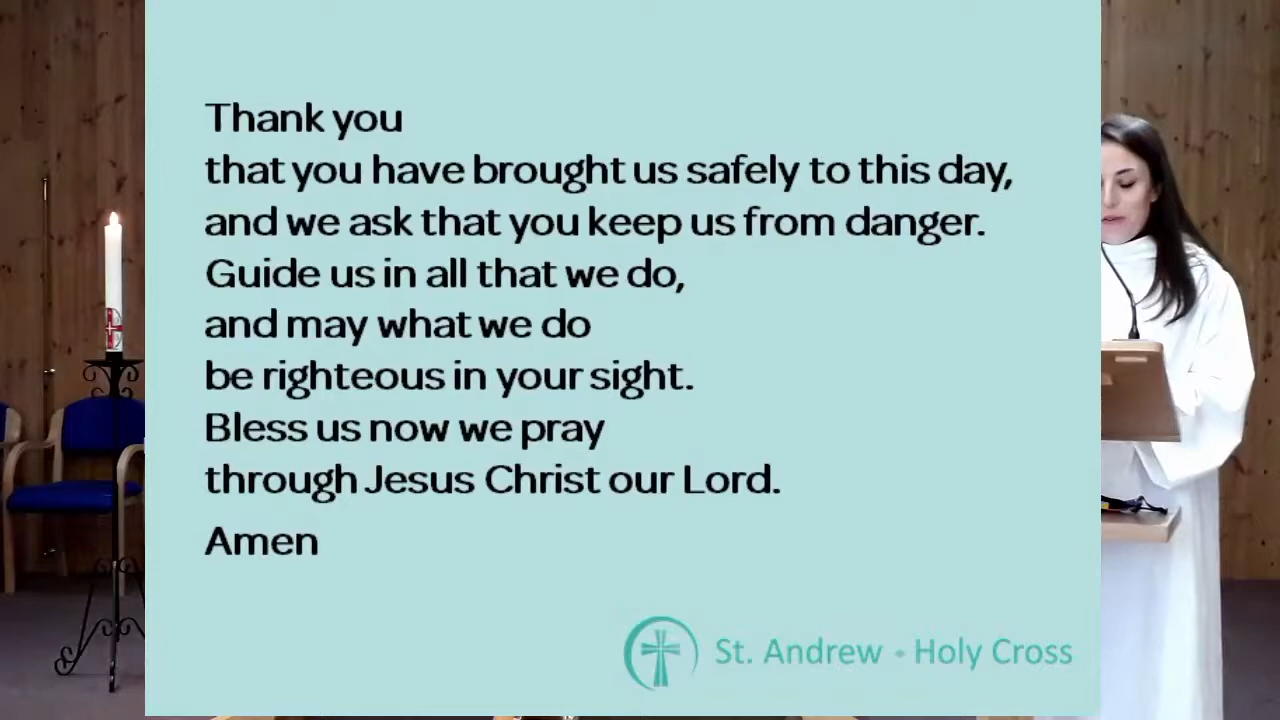 Thank you
that you have brought us safely to this day,
and we ask that you keep us from danger.
Guide us in all that we do,
and may what we do
be righteous in your sight.
Bless us now we pray
through Jesus Christ our Lord.
Amen
St. Andrew • Holy Cross